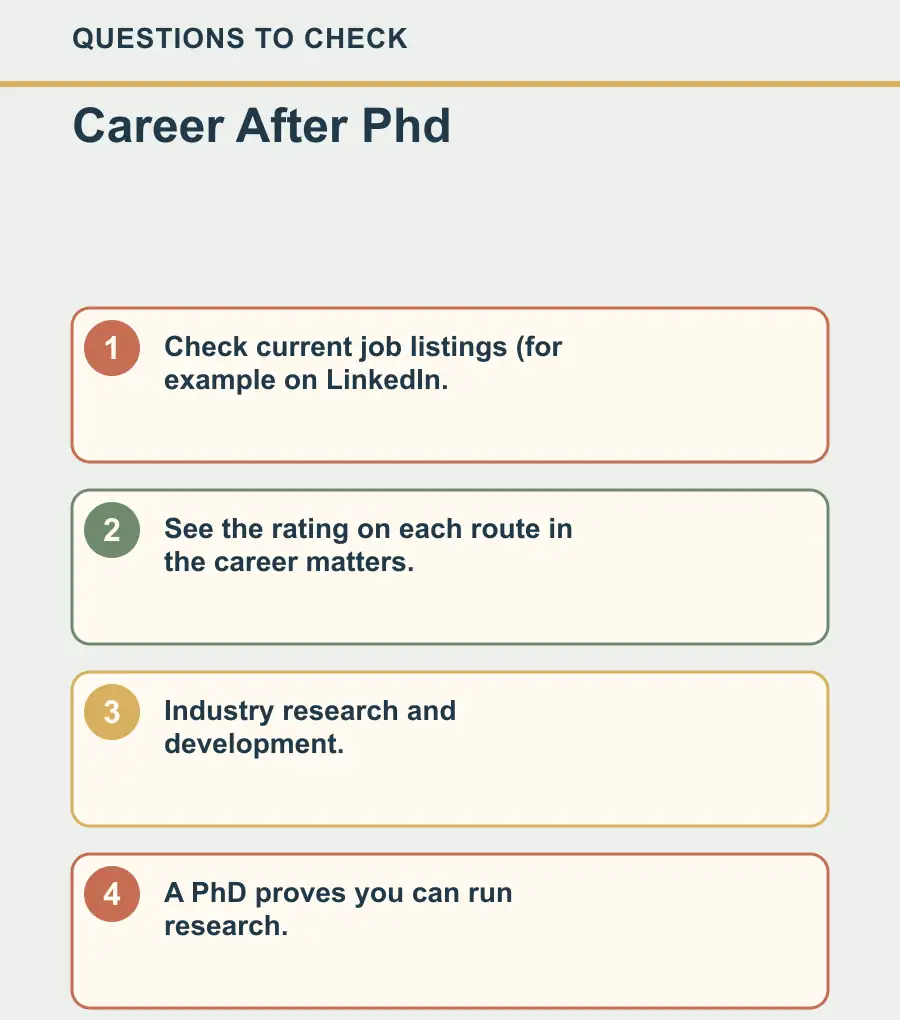 QUESTIONS TO CHECK
Career After Phd
1
Check current job listings (for
example on LinkedIn.
2
See the rating on each route in
the career matters.
3
Industry research and
development.
4
A PhD proves you can run
research.